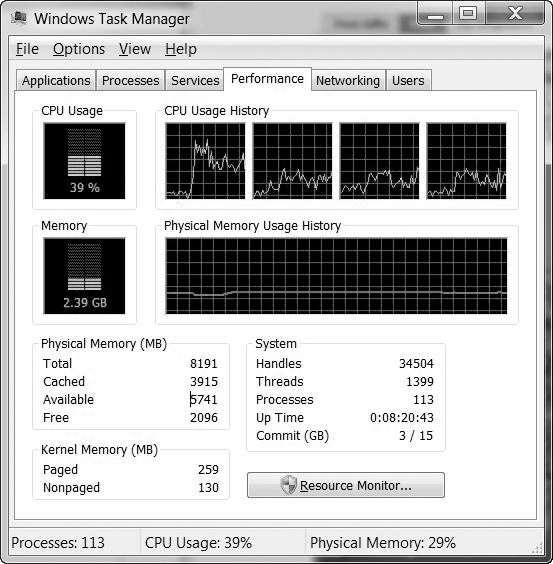 Windows Task Manager
File Options View Help
Applications Processes Services Performance Networking Users
CPU Usage
39 %
CPU Usage History
Memory
2.39 GB
Physical Memory Usage History
Physical Memory (MB)
Total 8191
Cached 3915
Available 5741
Free 2096
System
Handles 34504
Threads 1399
Processes 113
Up Time 0:08:20:43
Commit (GB) 3 / 15
Kernel Memory (MB)
Paged 259
Nonpaged 130
Resource Monitor...
Processes: 113 CPU Usage: 39% Physical Memory: 29%